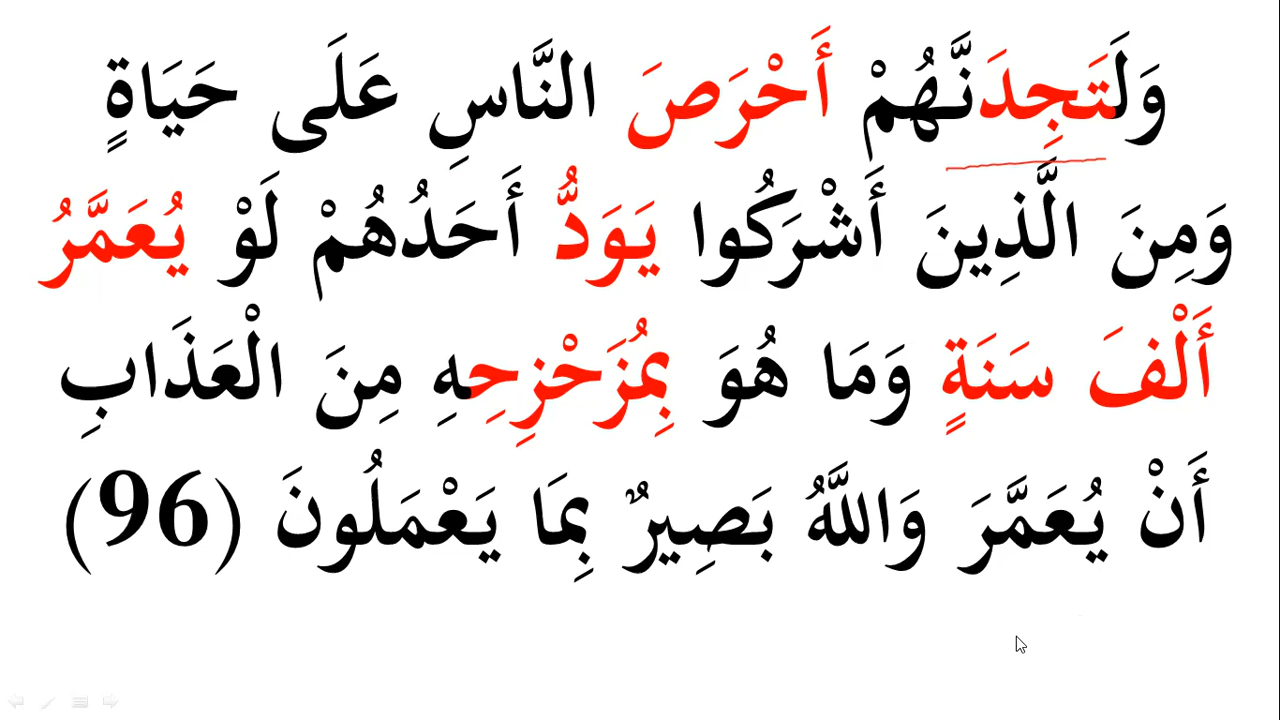 وَلَتَجِدَنَّهُمْ أَحْرَصَ النَّاسِ عَلَى حَيَاةٍ
وَمِنَ الَّذِينَ أَشْرَكُوا يَوَدُّ أَحَدُهُمْ لَوْ يُعَمَّرُ
أَلْفَ سَنَةٍ وَمَا هُوَ بِمُزَحْزِحِهِ مِنَ الْعَذَابِ
أَنْ يُعَمَّرَ وَاللَّهُ بَصِيرٌ بِمَا يَعْمَلُونَ (96)